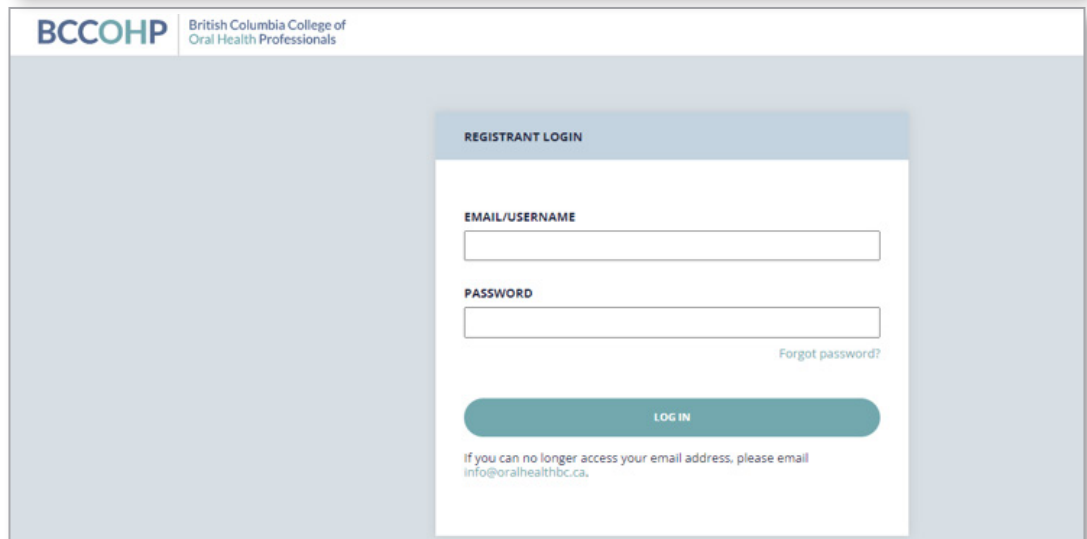 BCCOHP
British Columbia College of
Oral Health Professionals
REGISTRANT LOGIN
EMAIL/USERNAME
PASSWORD
Forgot password?
LOG IN
If you can no longer access your email address, please email
info@oralhealthbc.ca.